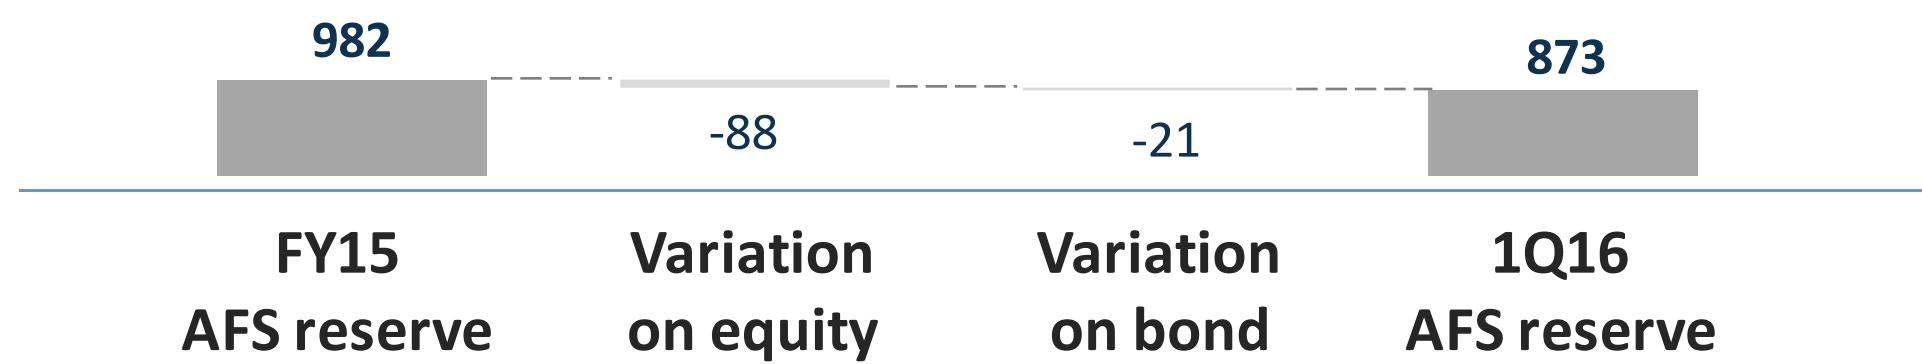 982
873
-88
-21
FY15
AFS reserve
Variation
on equity
Variation
on bond
1Q16
AFS reserve